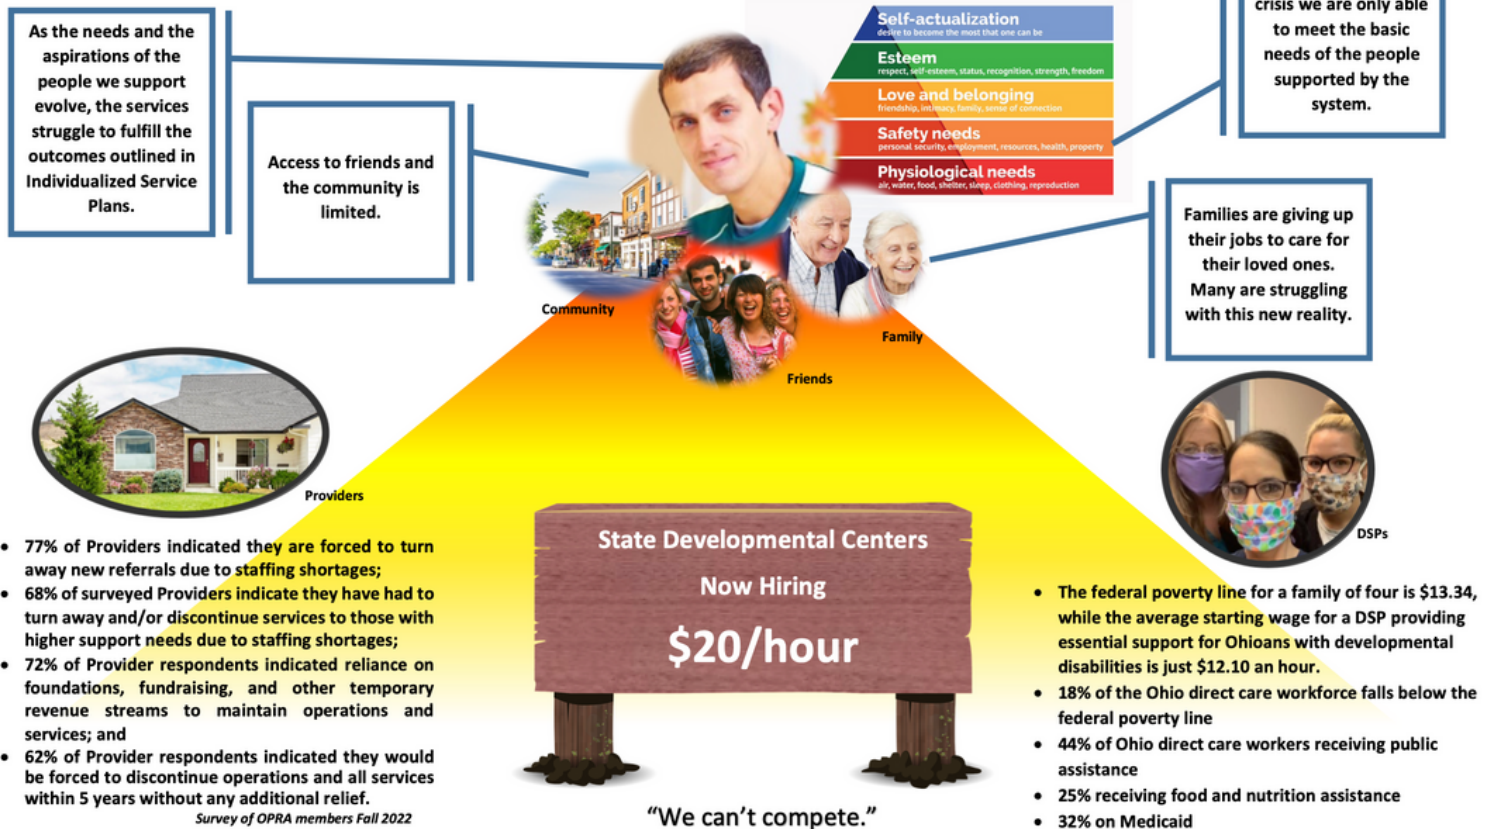 As the needs and the
aspirations of the
people we support
evolve, the services
struggle to fulfill the
outcomes outlined in
Individualized Service
Plans.
Access to friends and
the community is
limited.
Self-actualization
desire to become the most that one can be
Esteem
respect, self-esteem, status, recognition, strength, freedom
Love and belonging
friendship, intimacy, family, sense of connection
Safety needs
personal security, employment, resources, health, property
Physiological needs
air, water, food, shelter, sleep, clothing, reproduction
crisis we are only able
to meet the basic
needs of the people
supported by the
system.
Families are giving up
their jobs to care for
their loved ones.
Many are struggling
with this new reality.
Community
Family
Friends
Providers
• 77% of Providers indicated they are forced to turn
away new referrals due to staffing shortages;
• 68% of surveyed Providers indicate they have had to
turn away and/or discontinue services to those with
higher support needs due to staffing shortages;
• 72% of Provider respondents indicated reliance on
foundations, fundraising, and other temporary
revenue streams to maintain operations and
services; and
• 62% of Provider respondents indicated they would
be forced to discontinue operations and all services
within 5 years without any additional relief.
Survey of OPRA members Fall 2022
State Developmental Centers
Now Hiring
$20/hour
“We can’t compete.”
DSPs
• The federal poverty line for a family of four is $13.34,
while the average starting wage for a DSP providing
essential support for Ohioans with developmental
disabilities is just $12.10 an hour.
• 18% of the Ohio direct care workforce falls below the
federal poverty line
• 44% of Ohio direct care workers receiving public
assistance
• 25% receiving food and nutrition assistance
• 32% on Medicaid